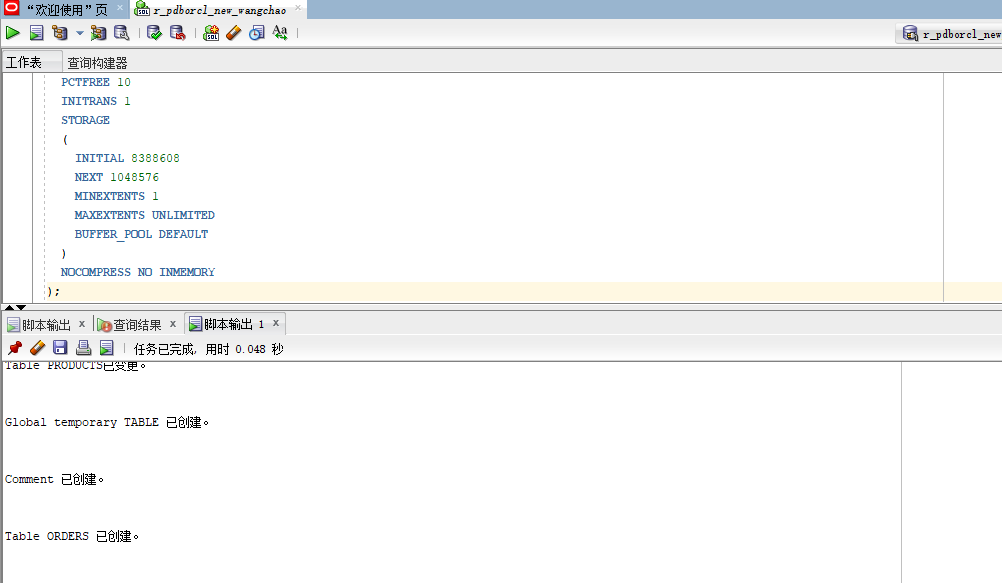 “欢迎使用”页
r_pdborcl_new_wangchao
r_pdborcl_new
工作表
查询构建器
PCTFREE 10
INITRANS 1
STORAGE
(
INITIAL 8388608
NEXT 1048576
MINEXTENTS 1
MAXEXTENTS UNLIMITED
BUFFER_POOL DEFAULT
)
NOCOMPRESS NO INMEMORY
);
脚本输出 x 查询结果 x 脚本输出 1 x
任务已完成, 用时 0.048 秒
Table PRODUCTS已变更。
Global temporary TABLE 已创建。
Comment 已创建。
Table ORDERS 已创建。